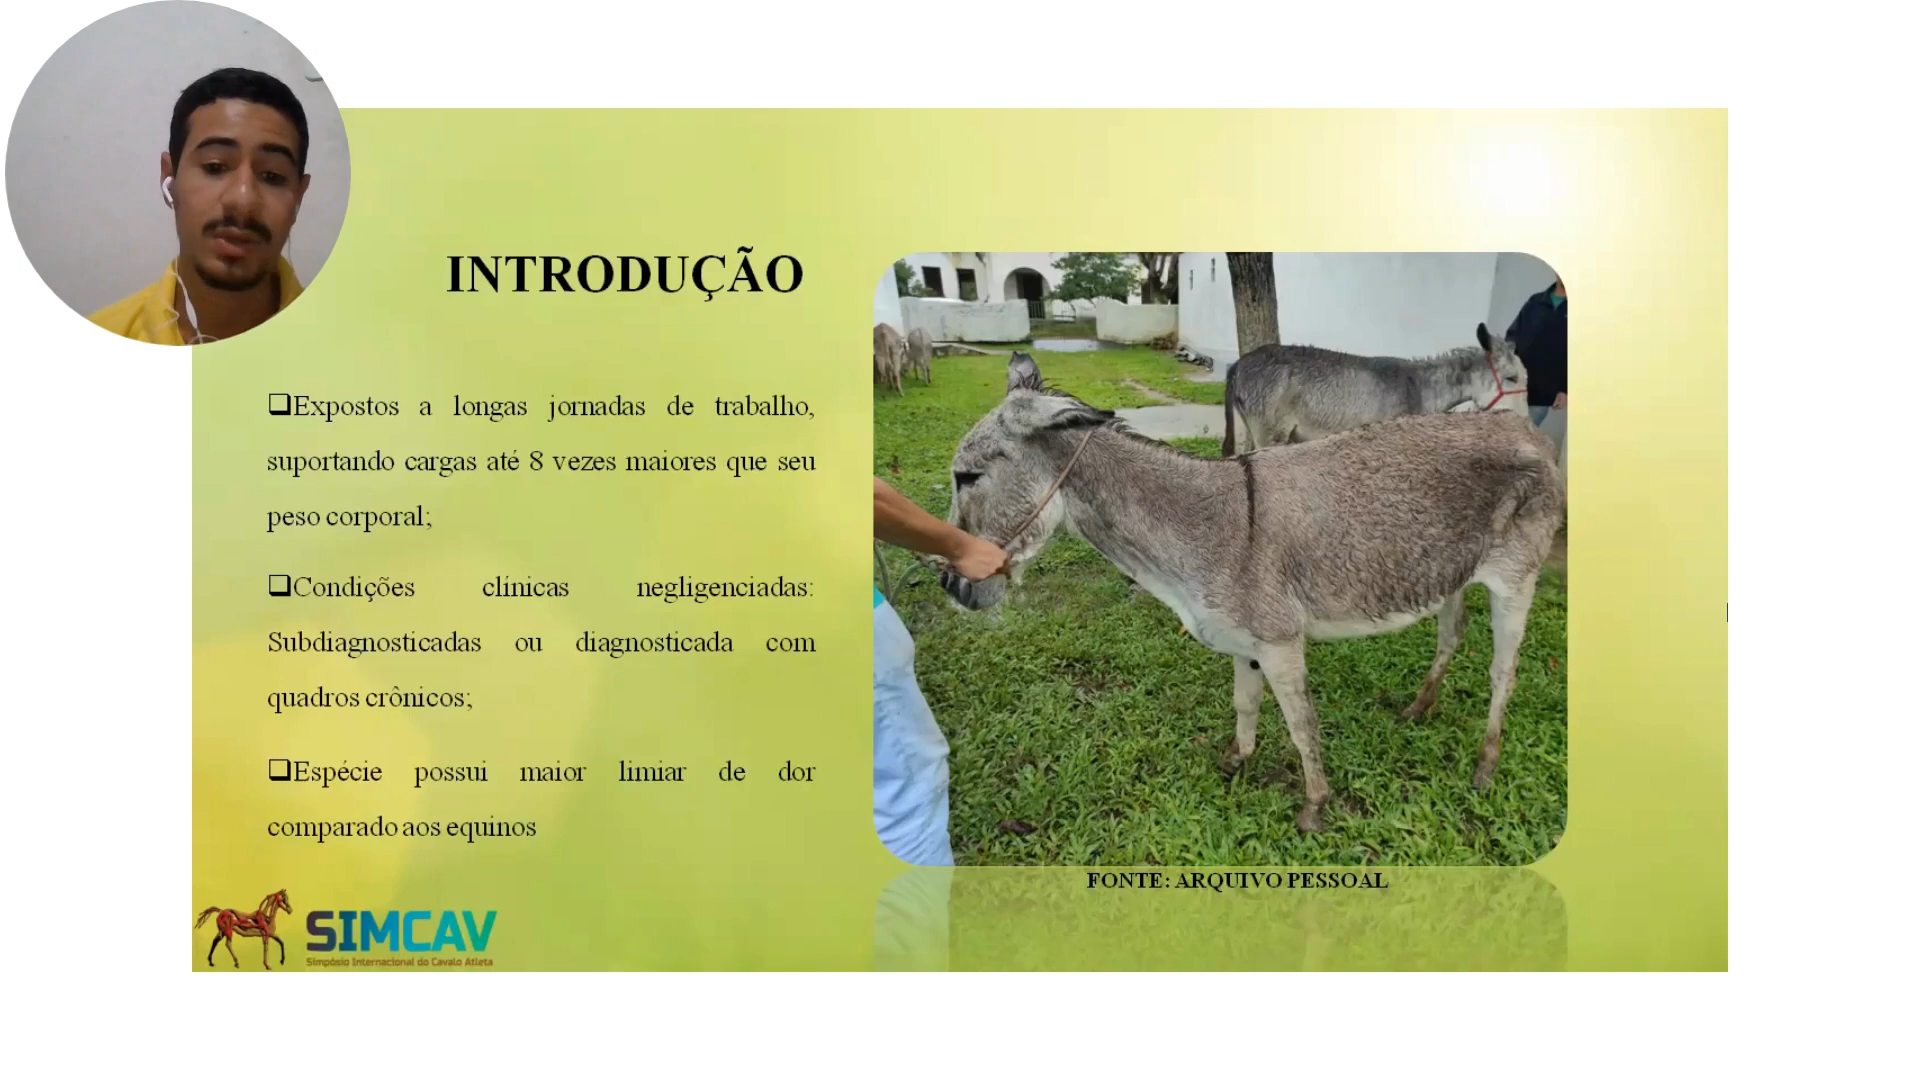 INTRODUÇÃO
❑Expostos a longas jornadas de trabalho,
suportando cargas até 8 vezes maiores que seu
peso corporal;
❑Condições clínicas negligenciadas:
Subdiagnosticadas ou diagnosticada com
quadros crônicos;
❑Espécie possui maior limiar de dor
comparado aos equinos
FONTE: ARQUIVO PESSOAL
SIMCAV
Simpósio Internacional do Cavalo Atleta